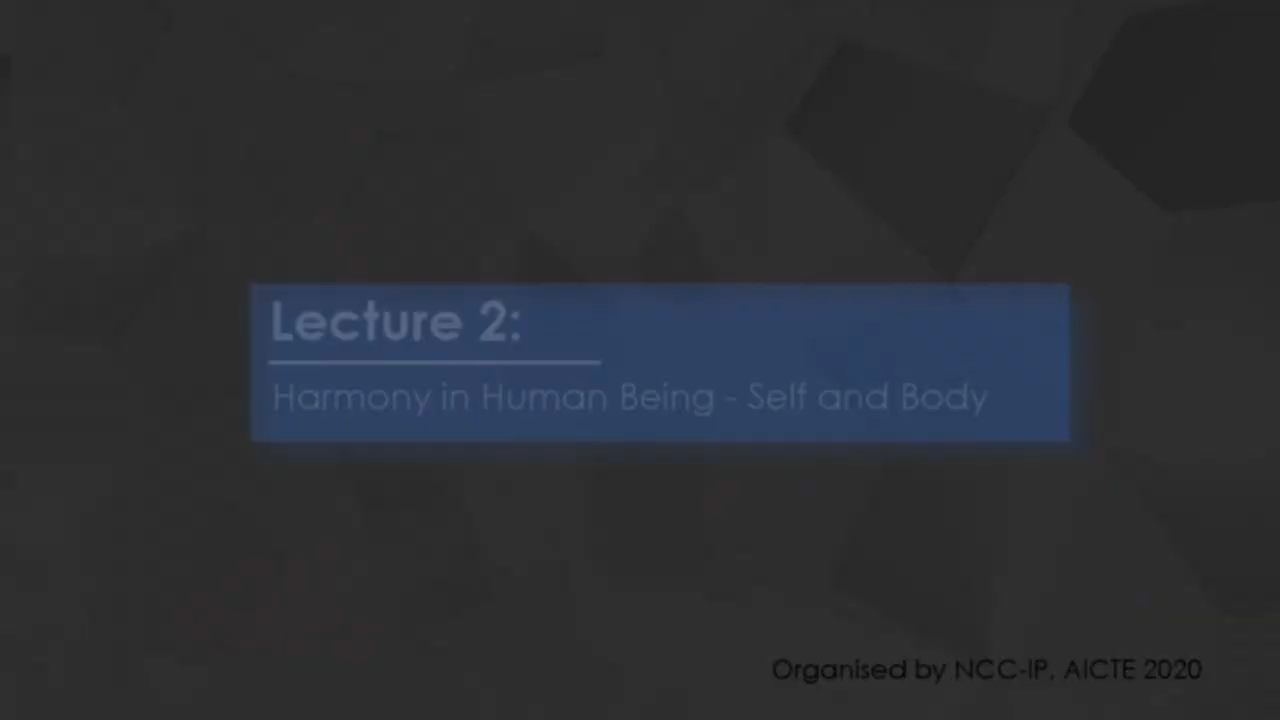 Lecture 2:
Harmony in Human Being - Self and Body
Organised by NCC-IP, AICTE 2020